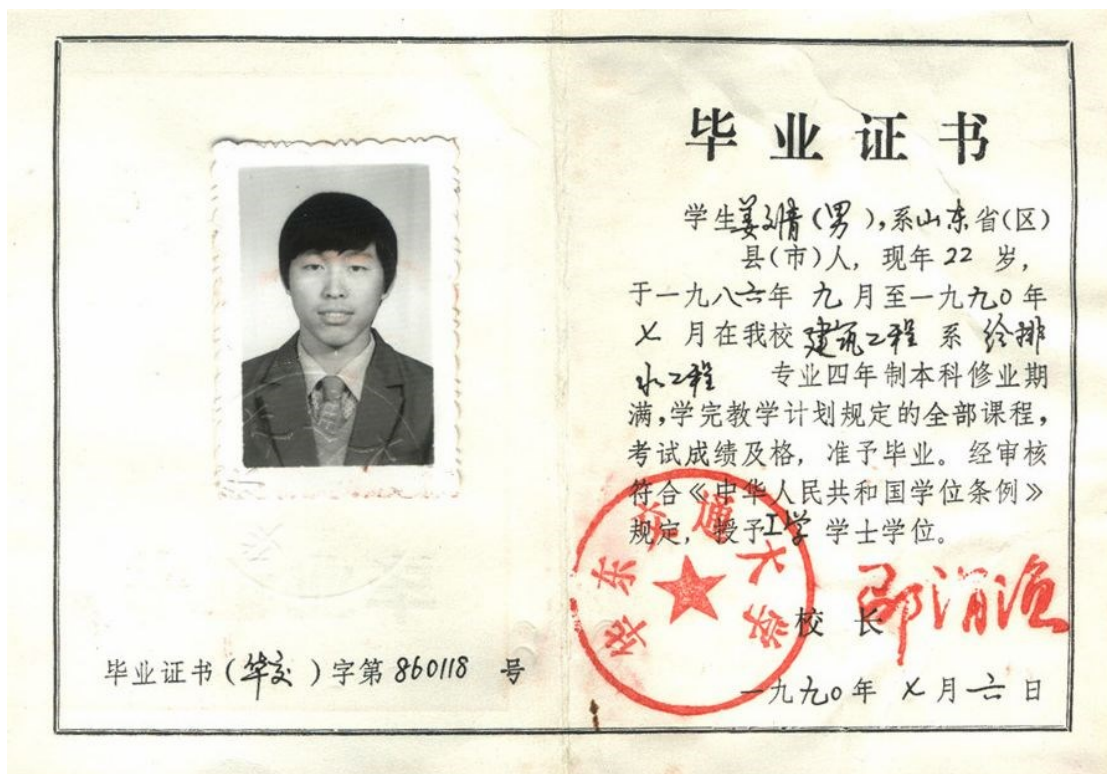 毕业证书(华交)字第860118号
毕业证书
学生姜文情(男),系山东省(区)
县(市)人,现年22岁,
于一九八六年九月至一九九0年
七月在我校建筑工程系给排
水工程专业四年制本科修业期
满,学完教学计划规定的全部课程,
考试成绩及格,准予毕业。经审核
符合《中华人民共和国学位条例》
规定,授予工学学士学位。
华东交通大学
校长
一九九0年七月六日